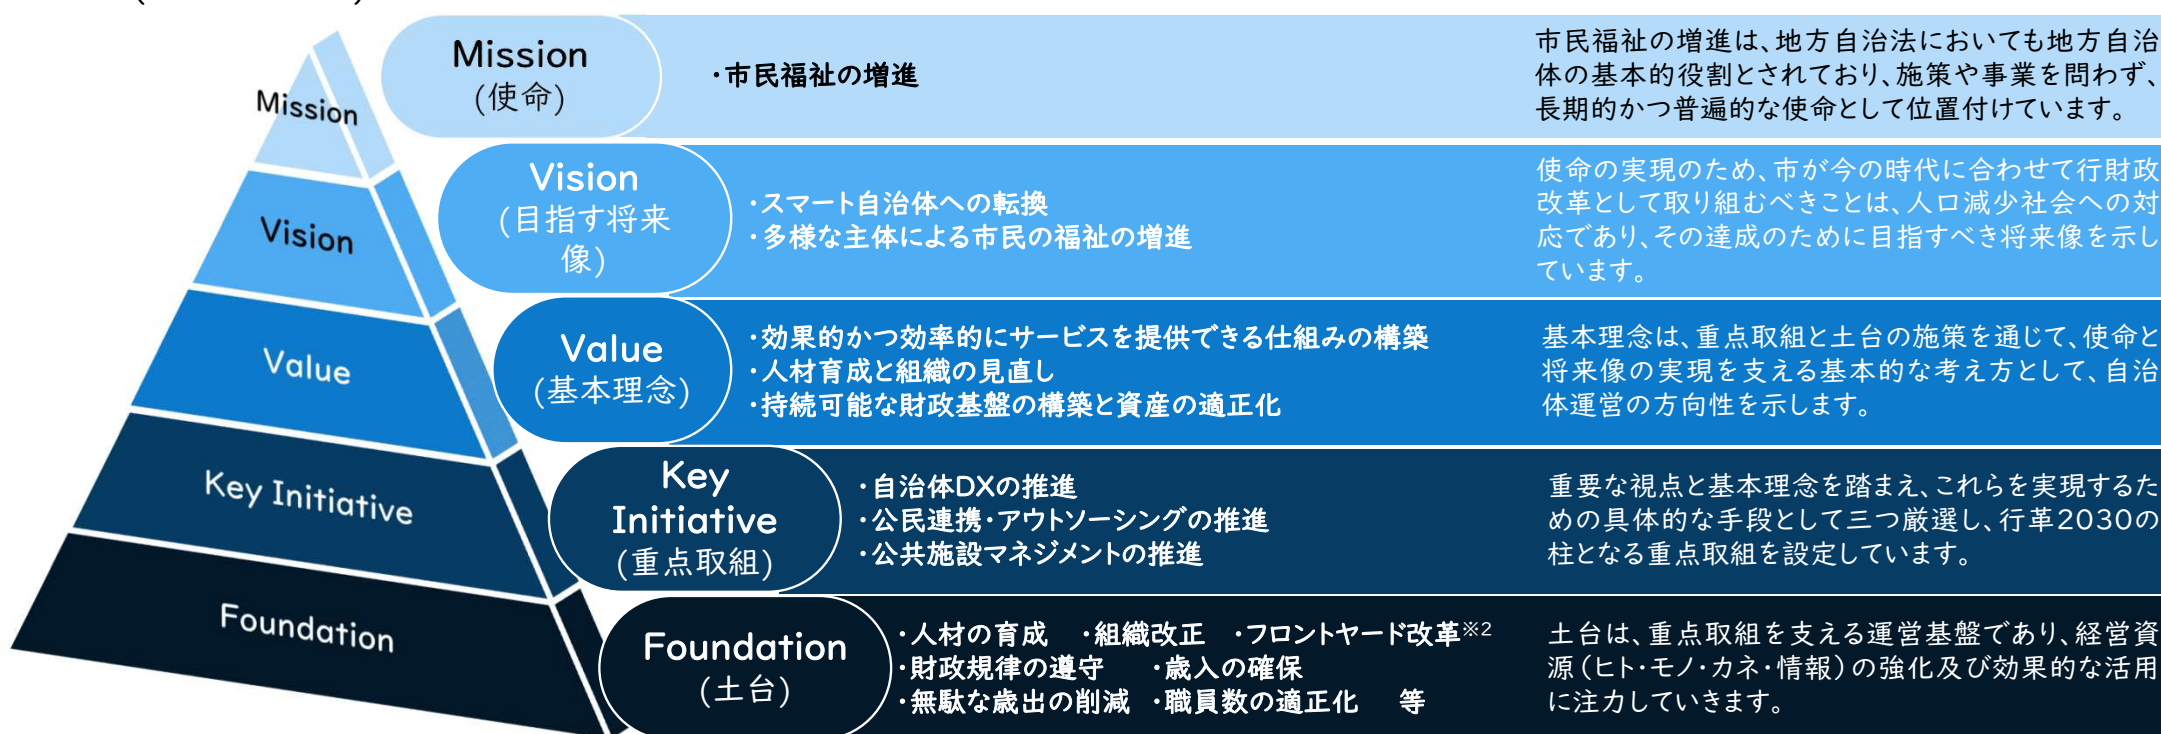 Mission
Mission
(使命)
・市民福祉の増進
市民福祉の増進は、地方自治法においても地方自治
体の基本的役割とされており、施策や事業を問わず、
長期的かつ普遍的な使命として位置付けています。
Vision
Vision
(目指す将来
像)
・スマート自治体への転換
・多様な主体による市民の福祉の増進
使命の実現のため、市が今の時代に合わせて行財政
改革として取り組むべきことは、人口減少社会への対
応であり、その達成のために目指すべき将来像を示し
ています。
Value
Value
(基本理念)
・効果的かつ効率的にサービスを提供できる仕組みの構築
・人材育成と組織の見直し
・持続可能な財政基盤の構築と資産の適正化
基本理念は、重点取組と土台の施策を通じて、使命と
将来像の実現を支える基本的な考え方として、自治
体運営の方向性を示します。
Key Initiative
Key
Initiative
(重点取組)
・自治体DXの推進
・公民連携・アウトソーシングの推進
・公共施設マネジメントの推進
重要な視点と基本理念を踏まえ、これらを実現するた
めの具体的な手段として三つ厳選し、行革2030の
柱となる重点取組を設定しています。
Foundation
Foundation
(土台)
・人材の育成 ・組織改正 ・フロントヤード改革※2
・財政規律の遵守 ・歳入の確保
・無駄な歳出の削減 ・職員数の適正化 等
土台は、重点取組を支える運営基盤であり、経営資
源(ヒト・モノ・カネ・情報)の強化及び効果的な活用
に注力していきます。